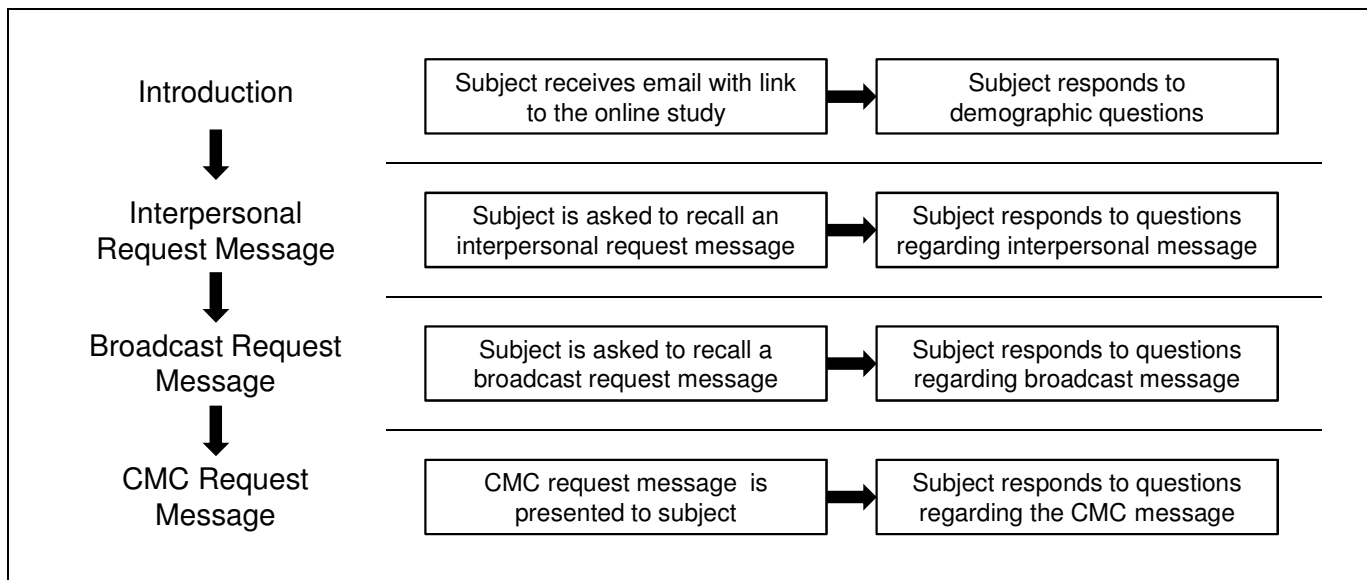 Introduction
Subject receives email with link
to the online study
Subject responds to
demographic questions
Interpersonal
Request Message
Subject is asked to recall an
interpersonal request message
Subject responds to questions
regarding interpersonal message
Broadcast Request
Message
Subject is asked to recall a
broadcast request message
Subject responds to questions
regarding broadcast message
CMC Request
Message
CMC request message  is
presented to subject
Subject responds to questions
regarding the CMC message